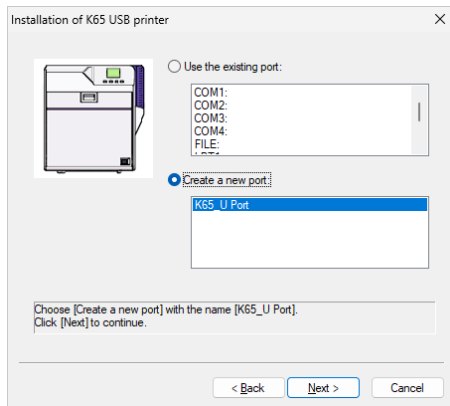 Installation of K65 USB printer
Use the existing port:
COM1:
COM2:
COM3:
COM4:
FILE:
Create a new port:
K65_U Port
Choose [Create a new port] with the name [K65_U Port].
Click [Next] to continue.
< Back
Next >
Cancel